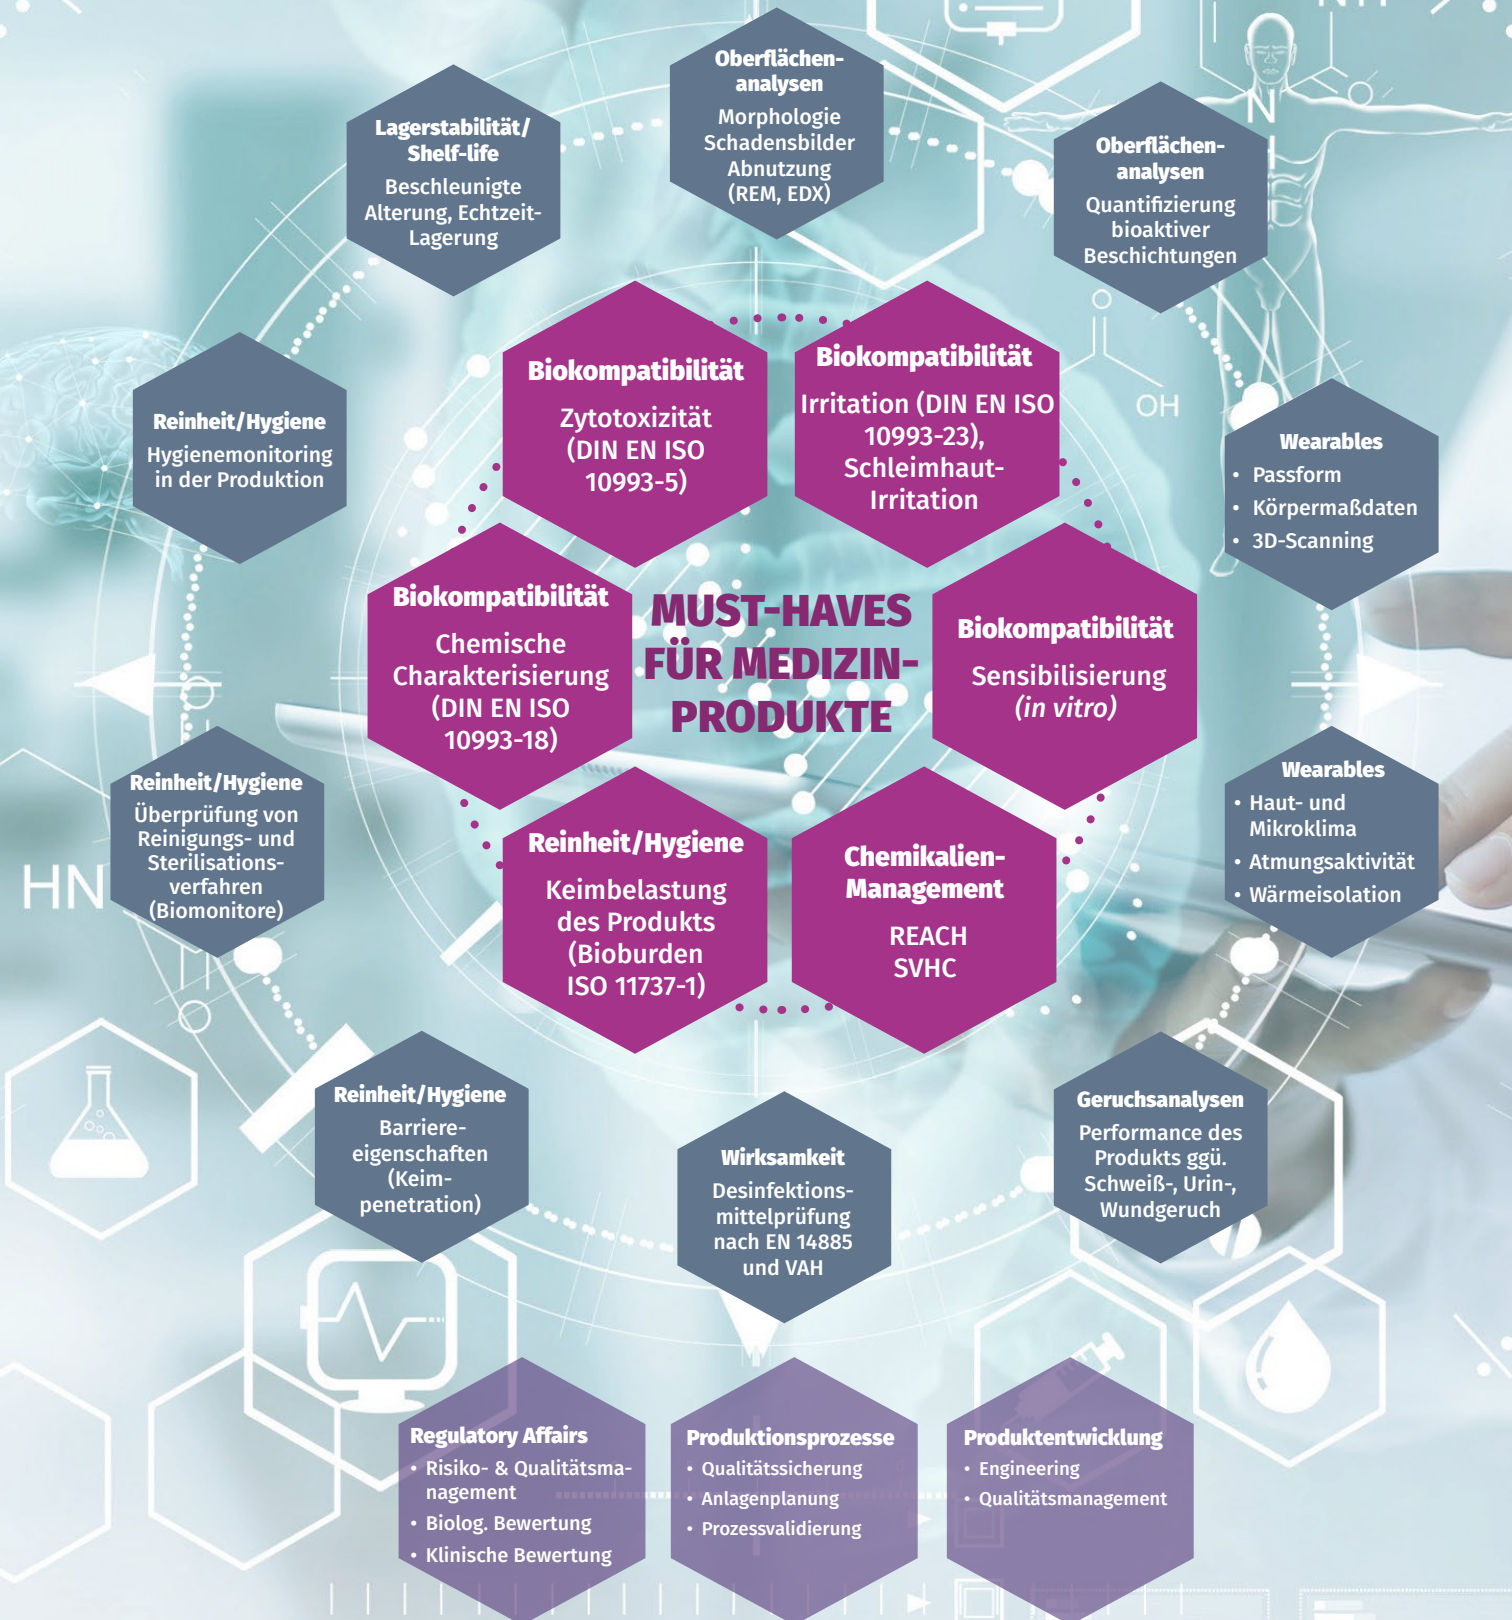 Oberflächen-
analysen
Morphologie
Schadensbilder
Abnutzung
(REM, EDX)
Lagerstabilität/
Shelf-life
Beschleunigte
Alterung, Echtzeit-
Lagerung
Oberflächen-
analysen
Quantifizierung
bioaktiver
Beschichtungen
NH
N
H
OH
HN
Reinheit/Hygiene
Hygienemonitoring
in der Produktion
Biokompatibilität
Zytotoxizität
(DIN EN ISO
10993-5)
Biokompatibilität
Irritation (DIN EN ISO
10993-23),
Schleimhaut-
Irritation
Wearables
• Passform
• Körpermaßdaten
• 3D-Scanning
Biokompatibilität
Chemische
Charakterisierung
(DIN EN ISO
10993-18)
MUST-HAVES
FÜR MEDIZIN-
PRODUKTE
Biokompatibilität
Sensibilisierung
(in vitro)
Reinheit/Hygiene
Überprüfung von
Reinigungs- und
Sterilisations-
verfahren
(Biomonitore)
Reinheit/Hygiene
Keimbelastung
des Produkts
(Bioburden
ISO 11737-1)
Chemikalien-
Management
REACH
SVHC
Wearables
• Haut- und
Mikroklima
• Atmungsaktivität
• Wärmeisolation
Reinheit/Hygiene
Barriere-
eigenschaften
(Keim-
penetration)
Wirksamkeit
Desinfektions-
mittelprüfung
nach EN 14885
und VAH
Geruchsanalysen
Performance des
Produkts ggü.
Schweiß-, Urin-,
Wundgeruch
Regulatory Affairs
• Risiko- & Qualitätsma-
nagement
• Biolog. Bewertung
• Klinische Bewertung
Produktionsprozesse
• Qualitätssicherung
• Anlagenplanung
• Prozessvalidierung
Produktentwicklung
• Engineering
• Qualitätsmanagement